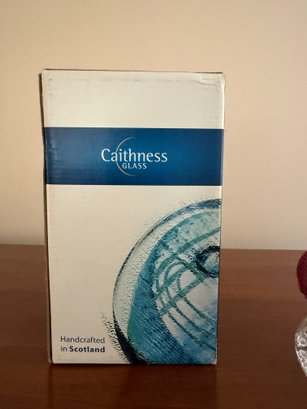 Caithness
GLASS
Handcrafted
in Scotland